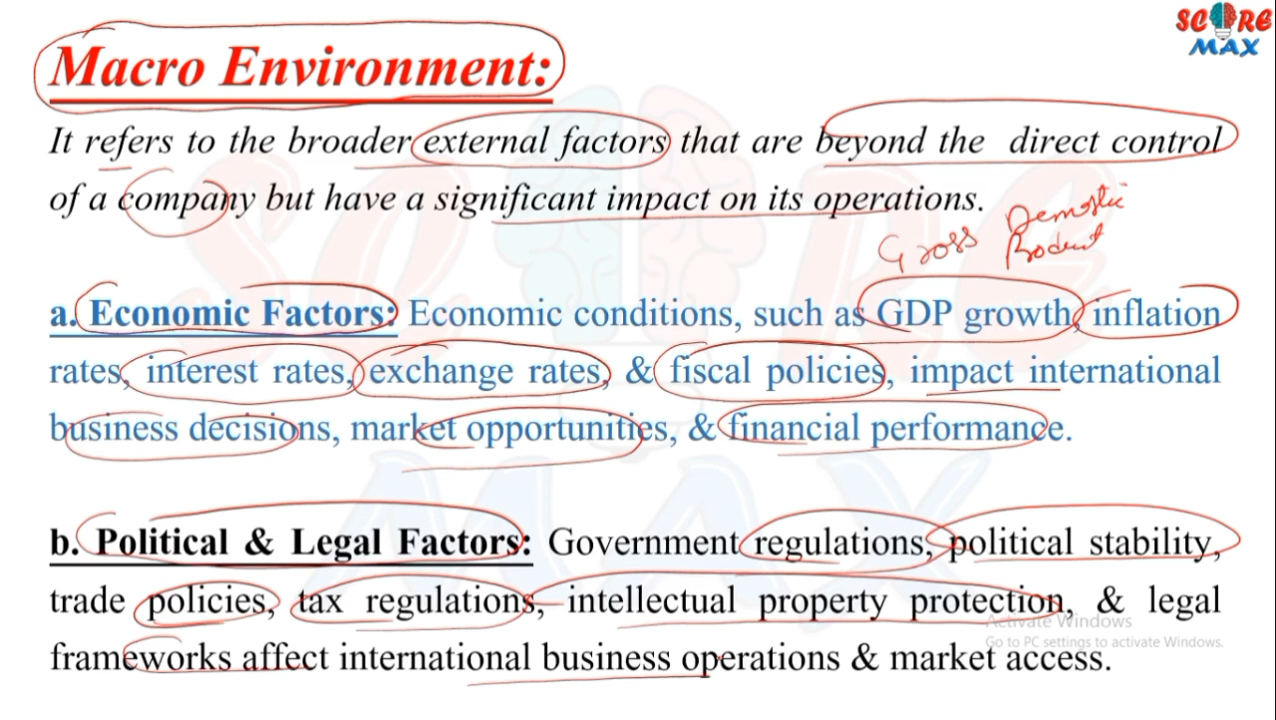 SCORE
MAX
Macro Environment:
It refers to the broader external factors that are beyond the direct control
of a company but have a significant impact on its operations.
Gross Demostic
Product
a. Economic Factors: Economic conditions, such as GDP growth, inflation
rates, interest rates, exchange rates, & fiscal policies, impact international
business decisions, market opportunities, & financial performance.
b. Political & Legal Factors: Government regulations, political stability,
trade policies, tax regulations, intellectual property protection, & legal
frameworks affect international business operations & market access.
Activate Windows
Go to PC settings to activate Windows.
SCORE
MAX